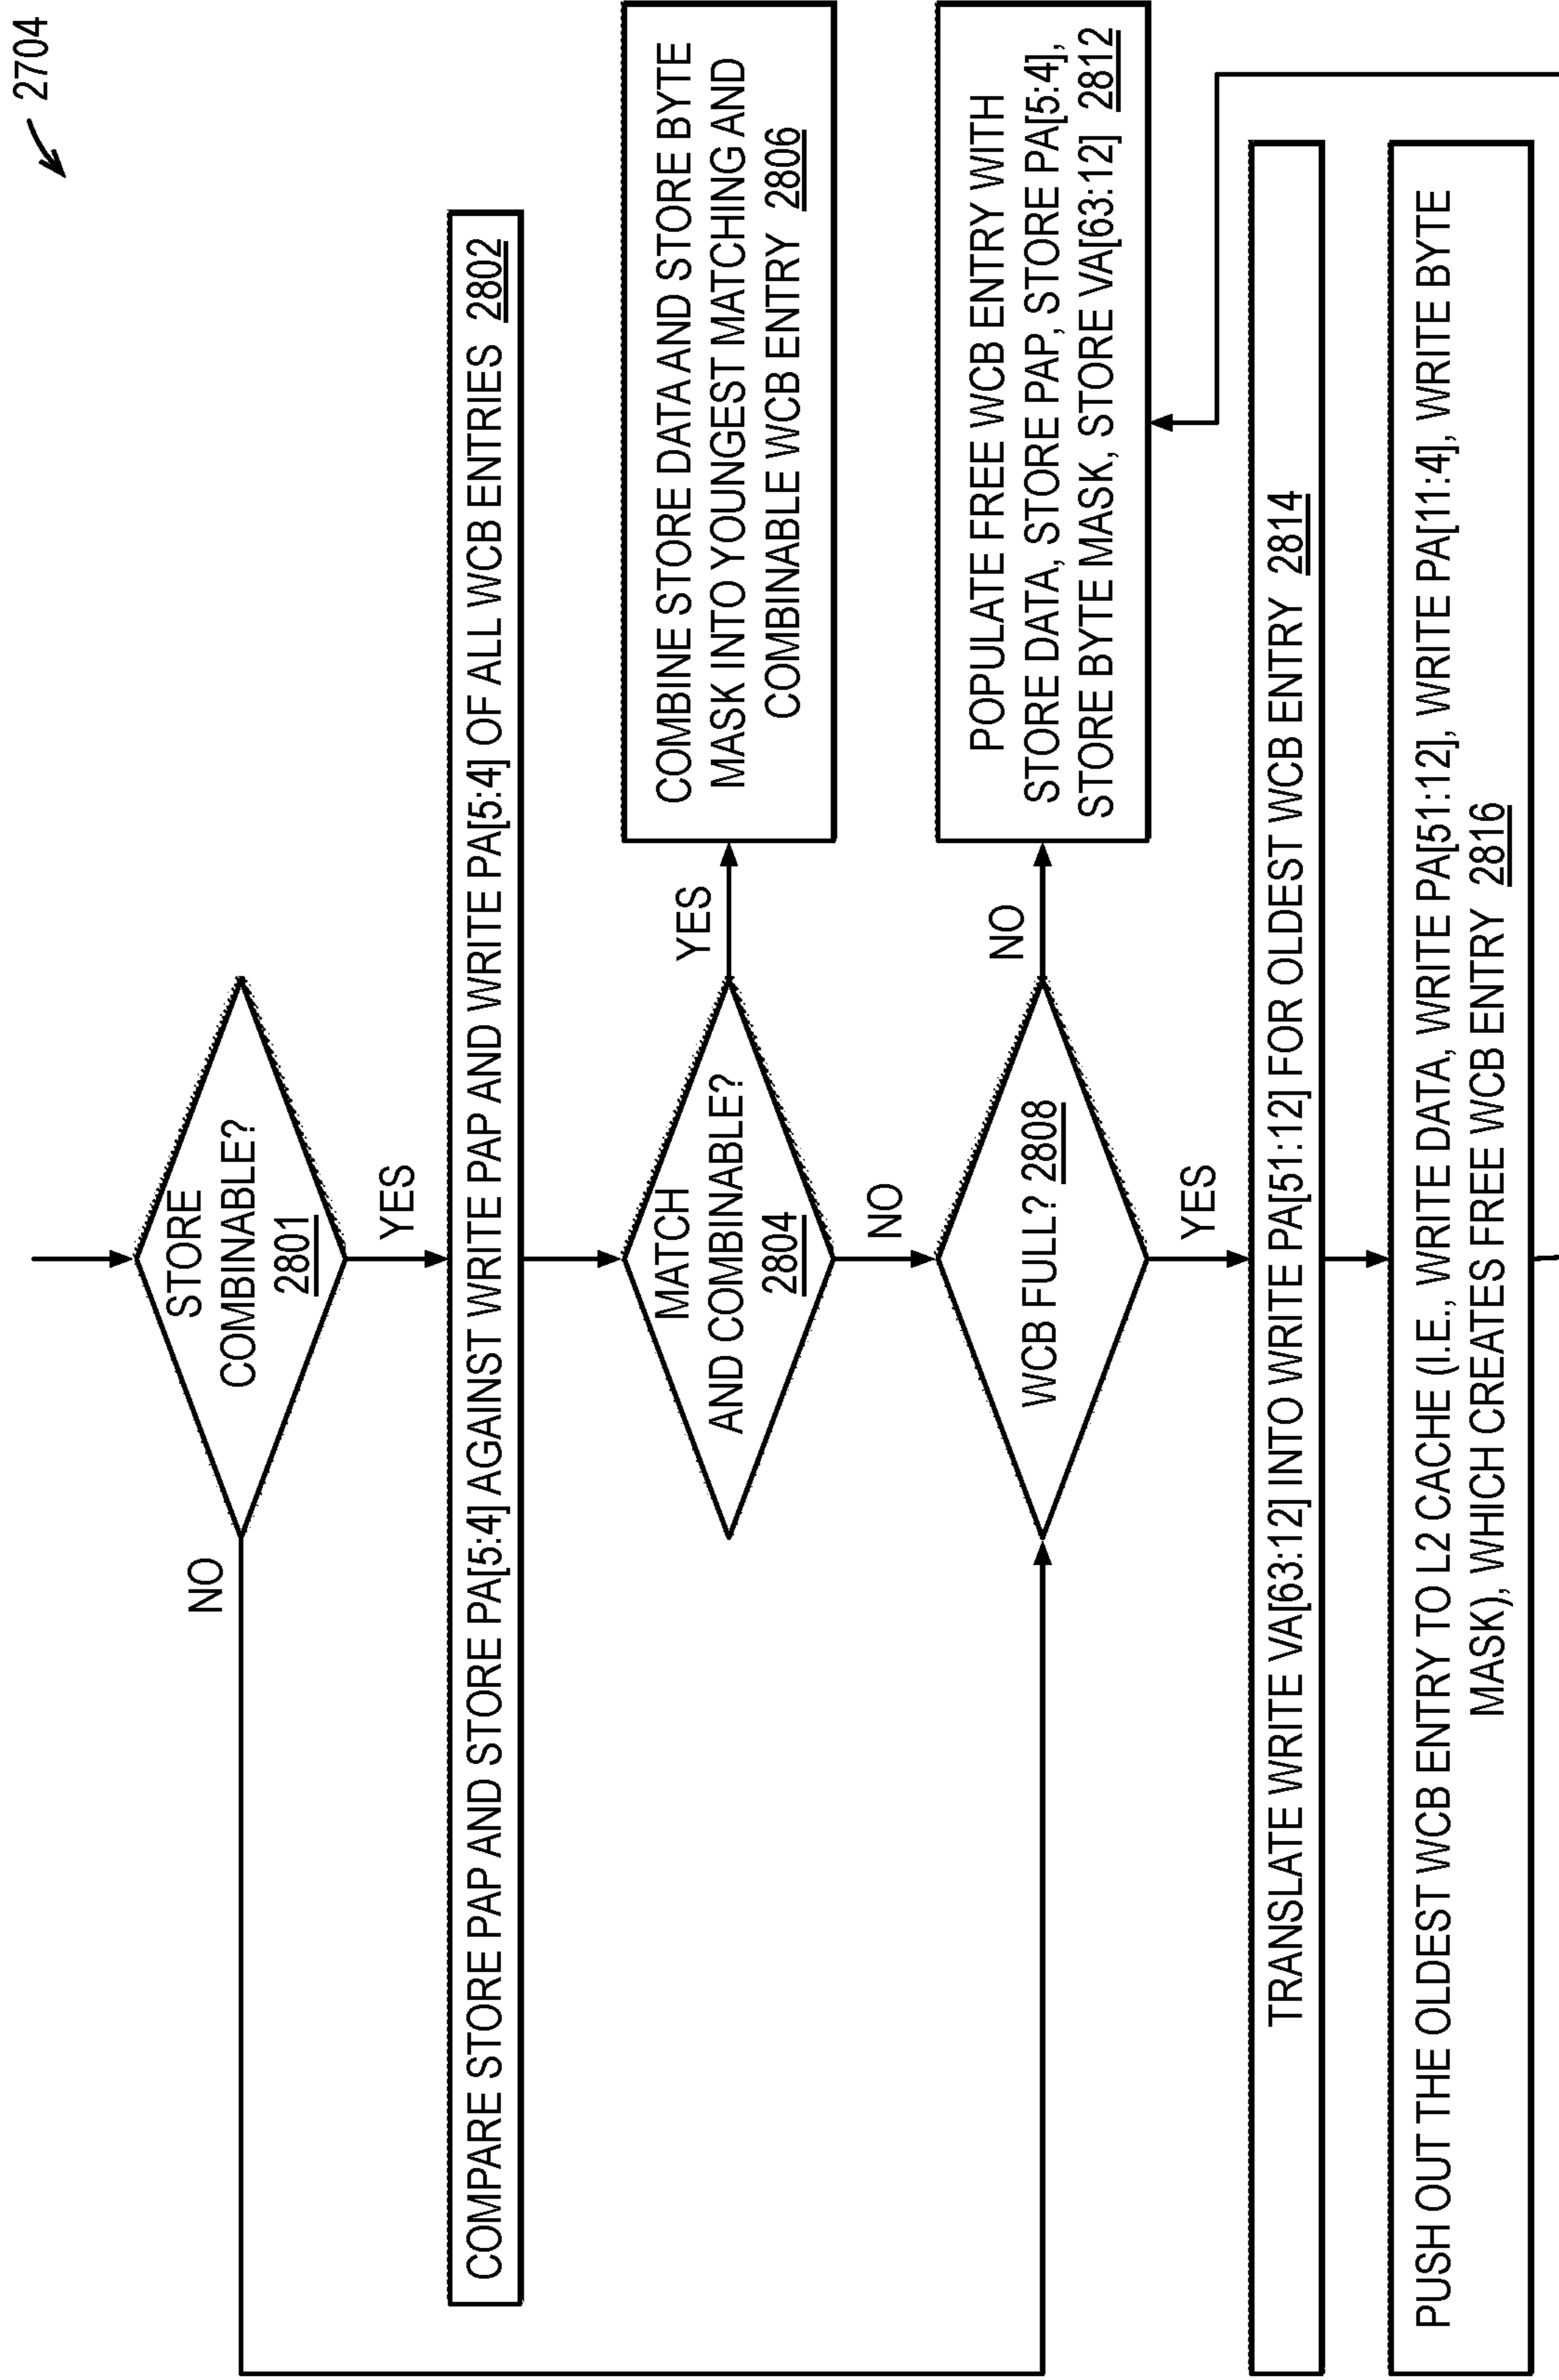 2704
STORE
COMBINABLE?
2801
NO
YES
COMPARE STORE PAP AND STORE PA[5:4] AGAINST WRITE PAP AND WRITE PA[5:4] OF ALL WCB ENTRIES 2802
MATCH
AND COMBINABLE?
2804
YES
COMBINE STORE DATA AND STORE BYTE
MASK INTO YOUNGEST MATCHING AND
COMBINABLE WCB ENTRY 2806
NO
WCB FULL? 2808
NO
POPULATE FREE WCB ENTRY WITH
STORE DATA, STORE PAP, STORE PA[5:4],
STORE BYTE MASK, STORE VA[63:12] 2812
YES
TRANSLATE WRITE VA[63:12] INTO WRITE PA[51:12] FOR OLDEST WCB ENTRY 2814
PUSH OUT THE OLDEST WCB ENTRY TO L2 CACHE (I.E., WRITE DATA, WRITE PA[51:12], WRITE PA[11:4], WRITE BYTE
MASK), WHICH CREATES FREE WCB ENTRY 2816